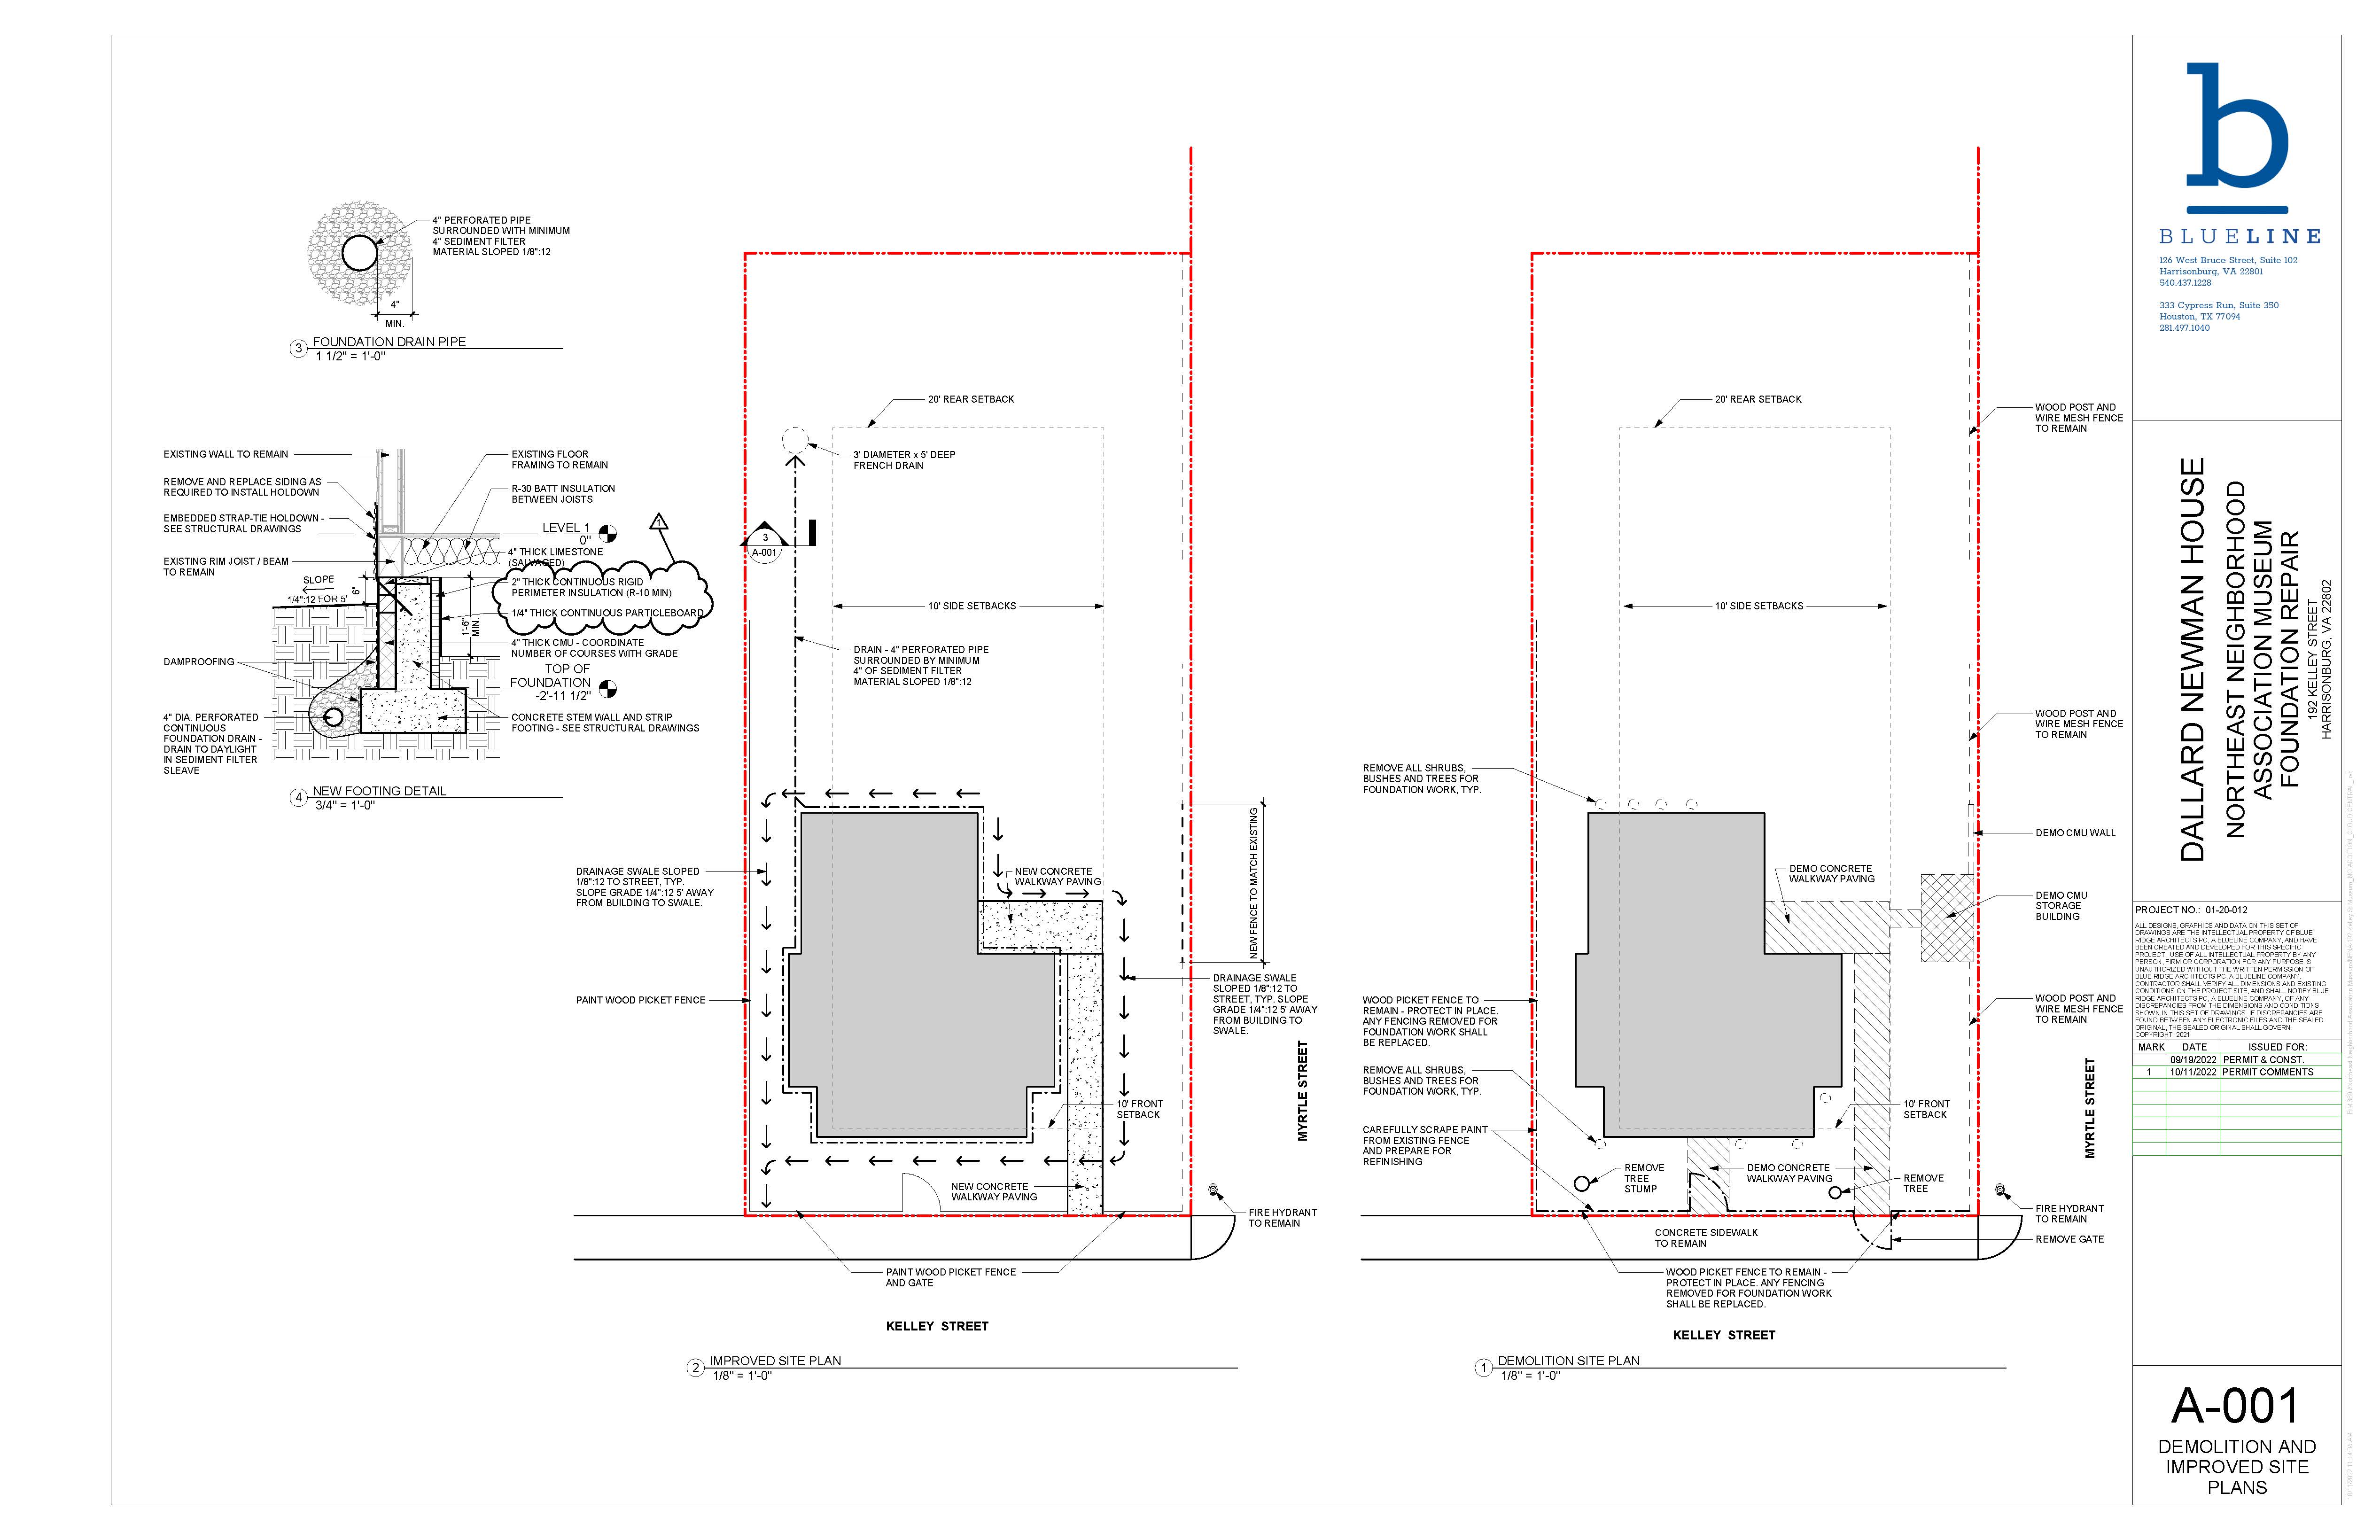 4" PERFORATED PIPE
SURROUNDED WITH MINIMUM
4" SEDIMENT FILTER
MATERIAL SLOPED 1/8":12
4"
MIN.
3
FOUNDATION DRAIN PIPE
1 1/2" = 1'-0"
EXISTING WALL TO REMAIN
REMOVE AND REPLACE SIDING AS
REQUIRED TO INSTALL HOLDOWN
EMBEDDED STRAP-TIE HOLDOWN -
SEE STRUCTURAL DRAWINGS
EXISTING RIM JOIST / BEAM
TO REMAIN
SLOPE
1/4":12 FOR 5'
6"
DAMPROOFING
4" DIA. PERFORATED
CONTINUOUS
FOUNDATION DRAIN -
DRAIN TO DAYLIGHT
IN SEDIMENT FILTER
SLEAVE
EXISTING FLOOR
FRAMING TO REMAIN
R-30 BATT INSULATION
BETWEEN JOISTS
LEVEL 1
0"
1
4" THICK LIMESTONE
(SALVAGED)
2" THICK CONTINUOUS RIGID
PERIMETER INSULATION (R-10 MIN)
1/4" THICK CONTINUOUS PARTICLEBOARD
1'-6"
MIN.
4" THICK CMU - COORDINATE
NUMBER OF COURSES WITH GRADE
TOP OF
FOUNDATION
-2'-11 1/2"
CONCRETE STEM WALL AND STRIP
FOOTING - SEE STRUCTURAL DRAWINGS
4
NEW FOOTING DETAIL
3/4" = 1'-0"
20' REAR SETBACK
3' DIAMETER x 5' DEEP
FRENCH DRAIN
3
A-001
10' SIDE SETBACKS
DRAIN - 4" PERFORATED PIPE
SURROUNDED BY MINIMUM
4" OF SEDIMENT FILTER
MATERIAL SLOPED 1/8":12
DRAINAGE SWALE SLOPED
1/8":12 TO STREET, TYP.
SLOPE GRADE 1/4":12 5' AWAY
FROM BUILDING TO SWALE.
NEW CONCRETE
WALKWAY PAVING
NEW FENCE TO MATCH EXISTING
PAINT WOOD PICKET FENCE
DRAINAGE SWALE
SLOPED 1/8":12 TO
STREET, TYP. SLOPE
GRADE 1/4":12 5' AWAY
FROM BUILDING TO
SWALE.
MYRTLE STREET
10' FRONT
SETBACK
NEW CONCRETE
WALKWAY PAVING
FIRE HYDRANT
TO REMAIN
PAINT WOOD PICKET FENCE
AND GATE
KELLEY STREET
2
IMPROVED SITE PLAN
1/8" = 1'-0"
20' REAR SETBACK
WOOD POST AND
WIRE MESH FENCE
TO REMAIN
10' SIDE SETBACKS
WOOD POST AND
WIRE MESH FENCE
TO REMAIN
REMOVE ALL SHRUBS,
BUSHES AND TREES FOR
FOUNDATION WORK, TYP.
DEMO CMU WALL
DEMO CONCRETE
WALKWAY PAVING
DEMO CMU
STORAGE
BUILDING
WOOD PICKET FENCE TO
REMAIN - PROTECT IN PLACE.
ANY FENCING REMOVED FOR
FOUNDATION WORK SHALL
BE REPLACED.
WOOD POST AND
WIRE MESH FENCE
TO REMAIN
REMOVE ALL SHRUBS,
BUSHES AND TREES FOR
FOUNDATION WORK, TYP.
MYRTLE STREET
10' FRONT
SETBACK
CAREFULLY SCRAPE PAINT
FROM EXISTING FENCE
AND PREPARE FOR
REFINISHING
REMOVE
TREE
STUMP
DEMO CONCRETE
WALKWAY PAVING
REMOVE
TREE
FIRE HYDRANT
TO REMAIN
CONCRETE SIDEWALK
TO REMAIN
REMOVE GATE
WOOD PICKET FENCE TO REMAIN -
PROTECT IN PLACE. ANY FENCING
REMOVED FOR FOUNDATION WORK
SHALL BE REPLACED.
KELLEY STREET
1
DEMOLITION SITE PLAN
1/8" = 1'-0"
b
BLUELINE
126 West Bruce Street, Suite 102
Harrisonburg, VA 22801
540.437.1228
333 Cypress Run, Suite 350
Houston, TX 77094
281.497.1040
DALLARD NEWMAN HOUSE
NORTHEAST NEIGHBORHOOD
ASSOCIATION MUSEUM
FOUNDATION REPAIR
192 KELLEY STREET
HARRISONBURG, VA 22802
PROJECT NO.: 01-20-012
ALL DESIGNS, GRAPHICS AND DATA ON THIS SET OF
DRAWINGS ARE THE INTELLECTUAL PROPERTY OF BLUE
RIDGE ARCHITECTS PC, A BLUELINE COMPANY, AND HAVE
BEEN CREATED AND DEVELOPED FOR THIS SPECIFIC
PROJECT. USE OF ALL INTELLECTUAL PROPERTY BY ANY
PERSON, FIRM OR CORPORATION FOR ANY PURPOSE IS
UNAUTHORIZED WITHOUT THE WRITTEN PERMISSION OF
BLUE RIDGE ARCHITECTS PC, A BLUELINE COMPANY.
CONTRACTOR SHALL VERIFY ALL DIMENSIONS AND EXISTING
CONDITIONS ON THE PROJECT SITE, AND SHALL NOTIFY BLUE
RIDGE ARCHITECTS PC, A BLUELINE COMPANY, OF ANY
DISCREPANCIES FROM THE DIMENSIONS AND CONDITIONS
SHOWN IN THIS SET OF DRAWINGS. IF DISCREPANCIES ARE
FOUND BETWEEN ANY ELECTRONIC FILES AND THE SEALED
ORIGINAL, THE SEALED ORIGINAL SHALL GOVERN.
COPYRIGHT 2021
MARK DATE ISSUED FOR:
09/19/2022 PERMIT & CONST.
1 10/11/2022 PERMIT COMMENTS
A-001
DEMOLITION AND
IMPROVED SITE
PLANS